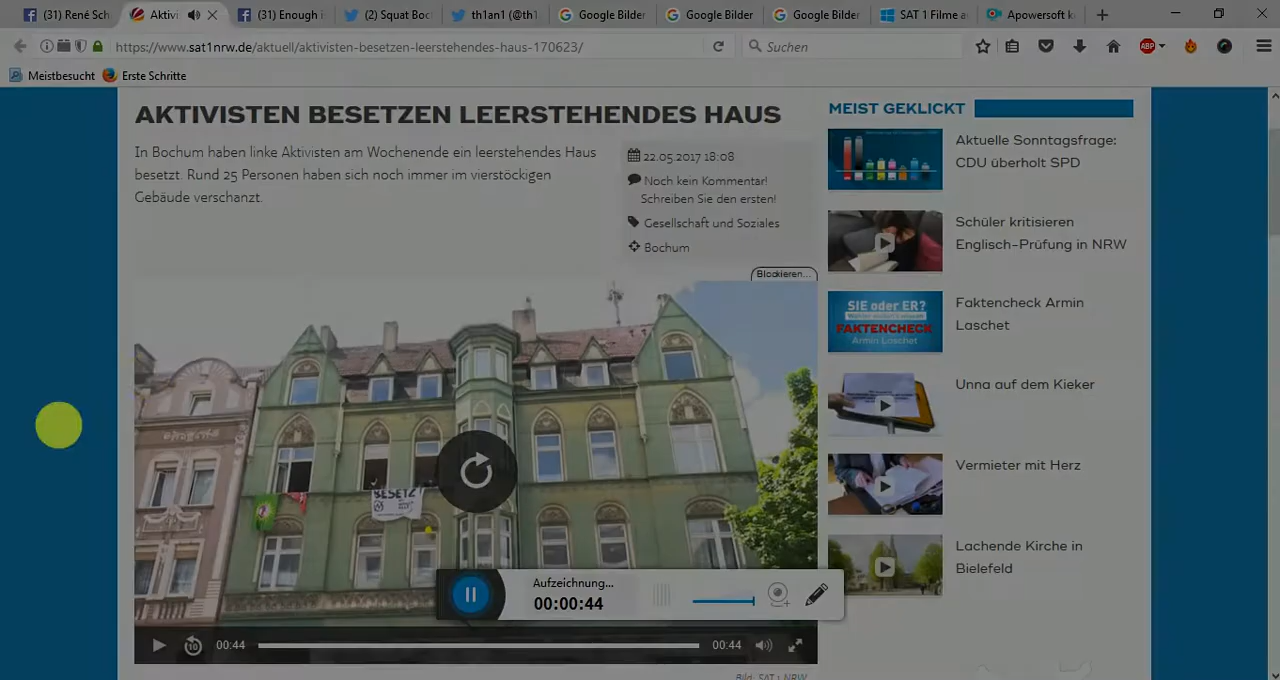 (31) René Sch
Aktivi
(31) Enough i
(2) Squat Boc
th1an1 (@th1
Google Bilder
Google Bilder
Google Bilder
SAT 1 Filme a
Apowersoft k
https://www.sat1nrw.de/aktuell/aktivisten-besetzen-leerstehendes-haus-170623/
Suchen
ABP
Meistbesucht
Erste Schritte
AKTIVISTEN BESETZEN LEERSTEHENDES HAUS
In Bochum haben linke Aktivisten am Wochenende ein leerstehendes Haus
besetzt. Rund 25 Personen haben sich noch immer im vierstöckigen
Gebäude verschanzt.
22.05.2017 18:08
Noch kein Kommentar!
Schreiben Sie den ersten!
Gesellschaft und Soziales
Bochum
Blockieren...
BESETZT
Aufzeichnung...
00:00:44
10
00:44
00:44
Bild: SAT 1 NRW
MEIST GEKLICKT
Aktuelle Sonntagsfrage:
CDU überholt SPD
Schüler kritisieren
Englisch-Prüfung in NRW
SIE oder ER?
FAKTENCHECK
Armin Laschet
Faktencheck Armin
Laschet
Unna auf dem Kieker
Vermieter mit Herz
Lachende Kirche in
Bielefeld